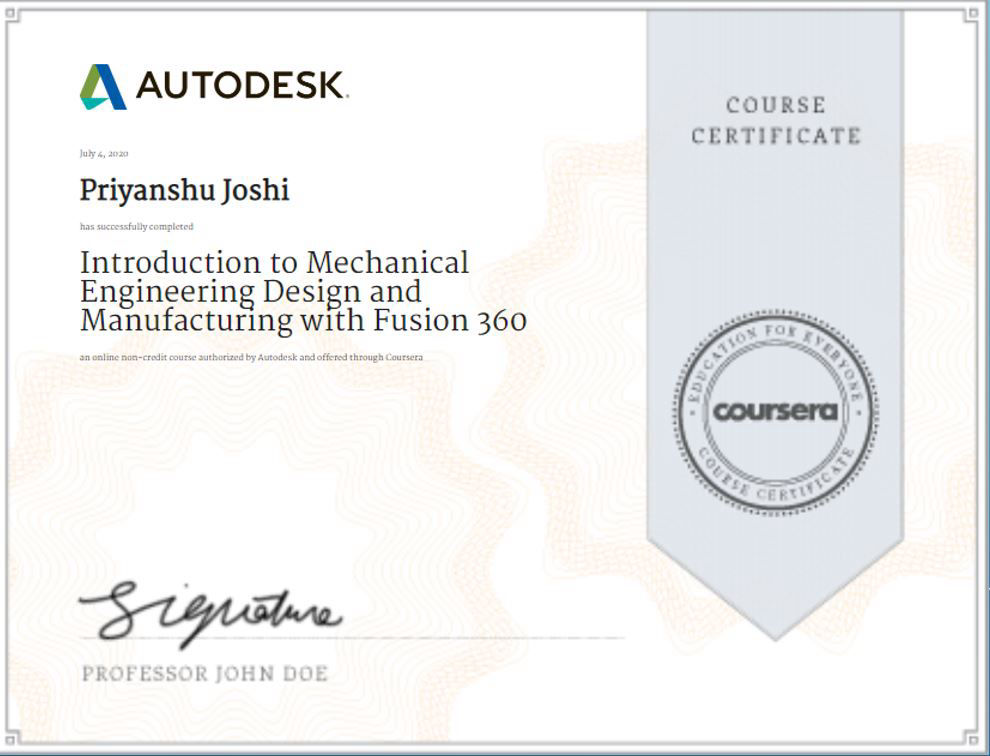 AUTODESK.
COURSE
CERTIFICATE
July 4, 2020
Priyanshu Joshi
has successfully completed
Introduction to Mechanical
Engineering Design and
Manufacturing with Fusion 360
an online non-credit course authorized by Autodesk and offered through Coursera
EDUCATION FOR EVERYONE
coursera
COURSE CERTIFICATE
Signature
PROFESSOR JOHN DOE